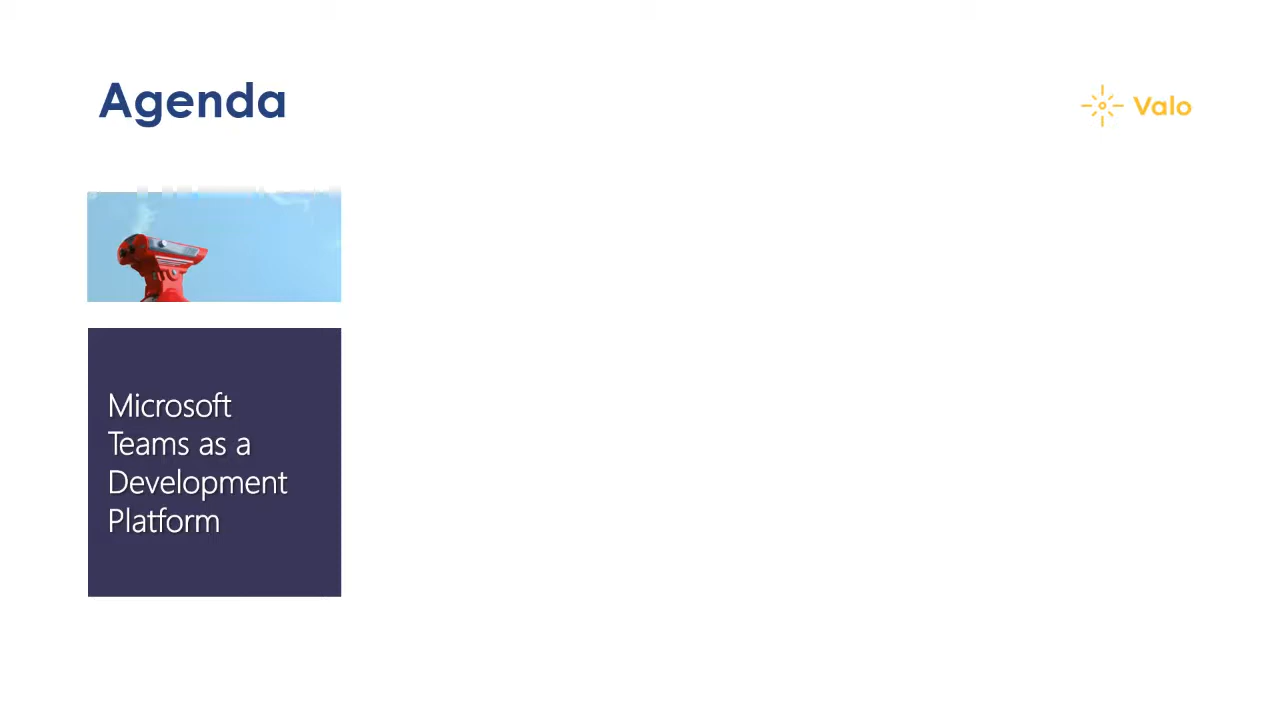 Agenda
Valo
Microsoft
Teams as a
Development
Platform